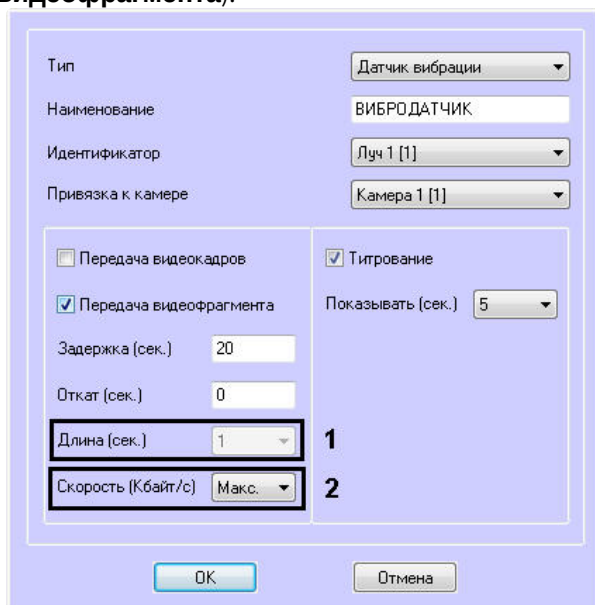 видеофрагмента).
Тип Датчик вибрации
Наименование ВИБРОДАТЧИК
Идентификатор Луч 1 [1]
Привязка к камере Камера 1 [1]
Передача видеокадров Титрование
Передача видеофрагмента Показывать (сек.) 5
Задержка (сек.) 20
Откат (сек.) 0
Длина (сек.) 1 1
Скорость (Кбайт/с) Макс. 2
OK Отмена